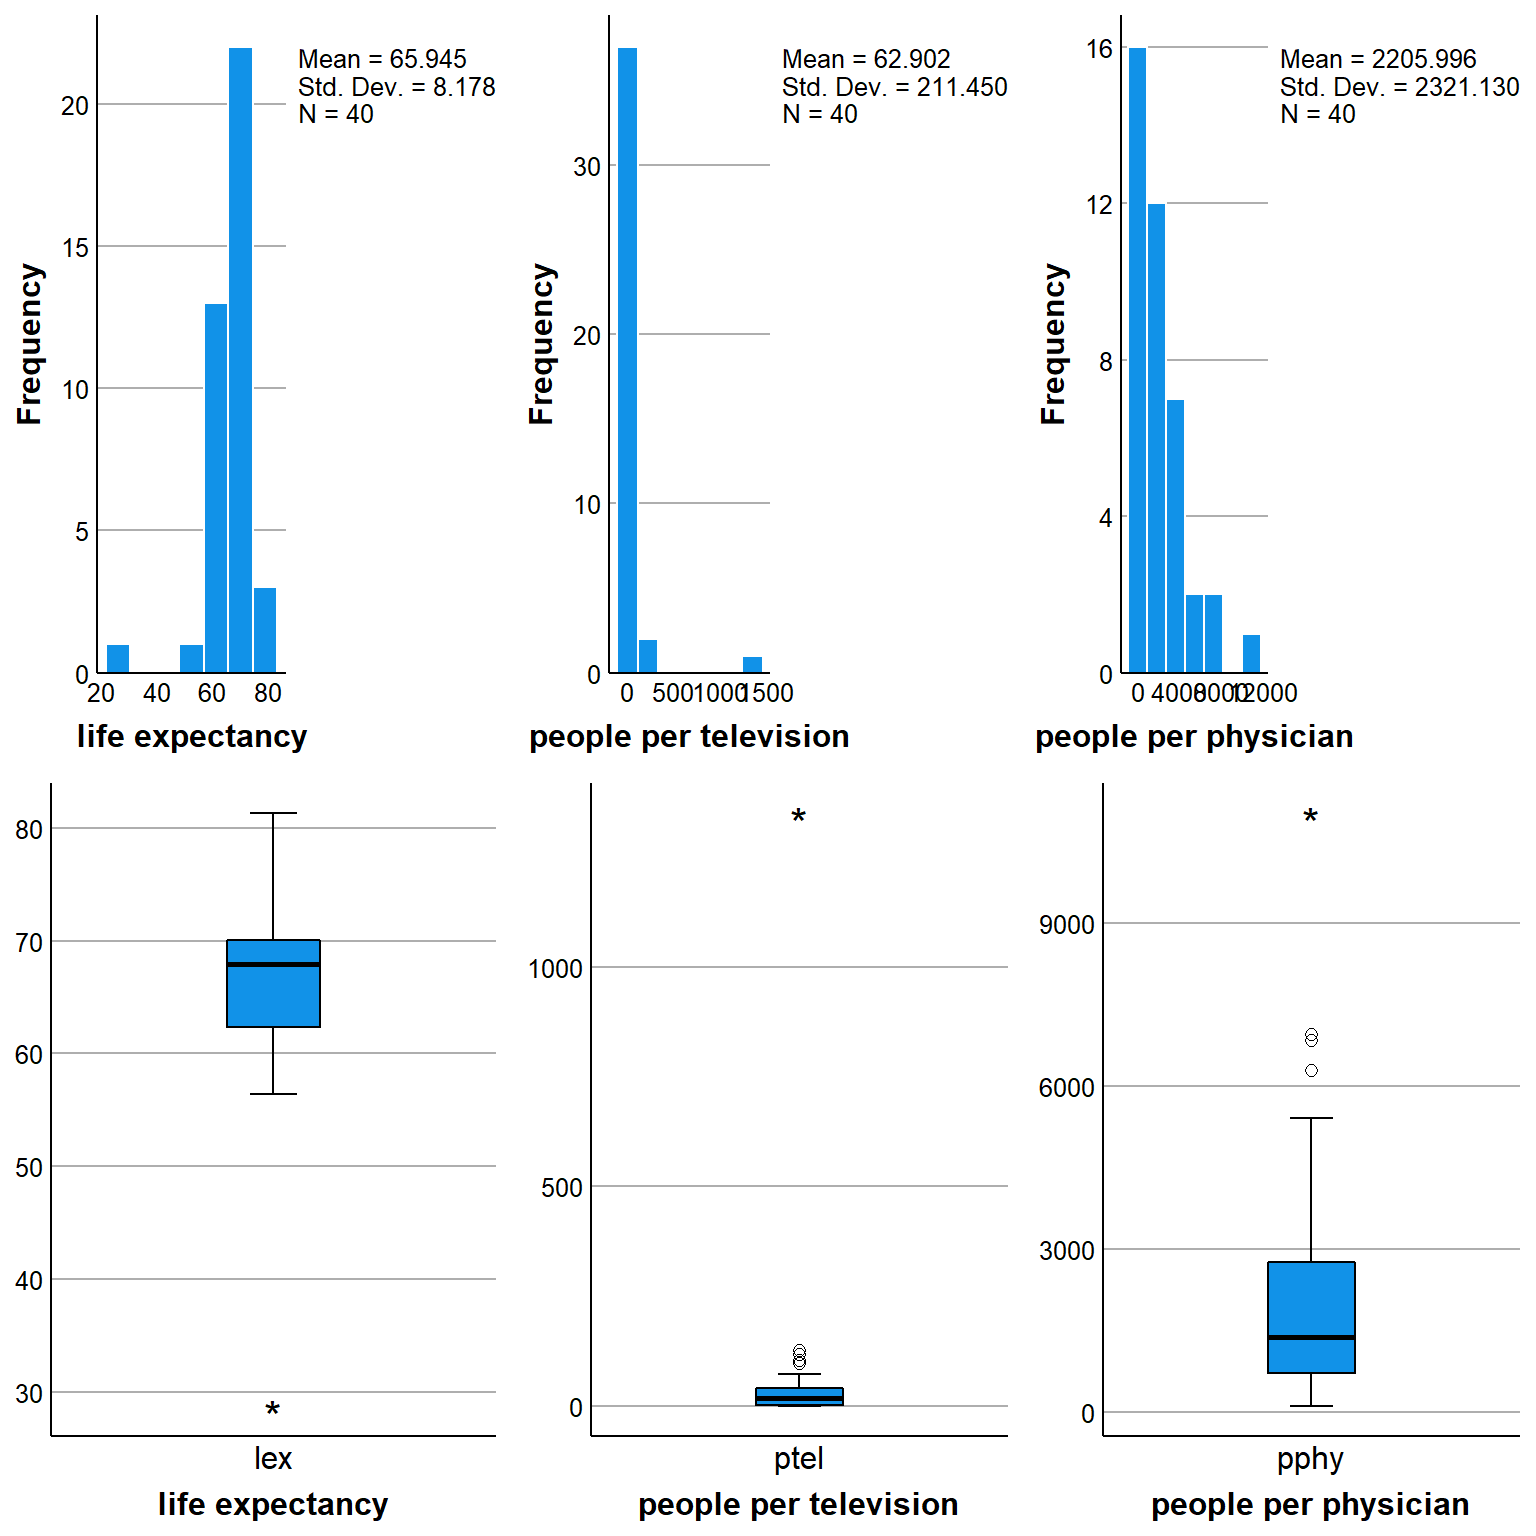 Mean = 65.945
Std. Dev. = 8.178
N = 40
Frequency
20
15
10
5
0
20 40 60 80
life expectancy
Mean = 62.902
Std. Dev. = 211.450
N = 40
Frequency
30
20
10
0
0 500 1000 1500
people per television
Mean = 2205.996
Std. Dev. = 2321.130
N = 40
Frequency
16
12
8
4
0
0 4000 8000 12000
people per physician
80
70
60
50
40
30
*
lex
life expectancy
*
1000
500
0
ptel
people per television
*
9000
6000
3000
0
pphy
people per physician